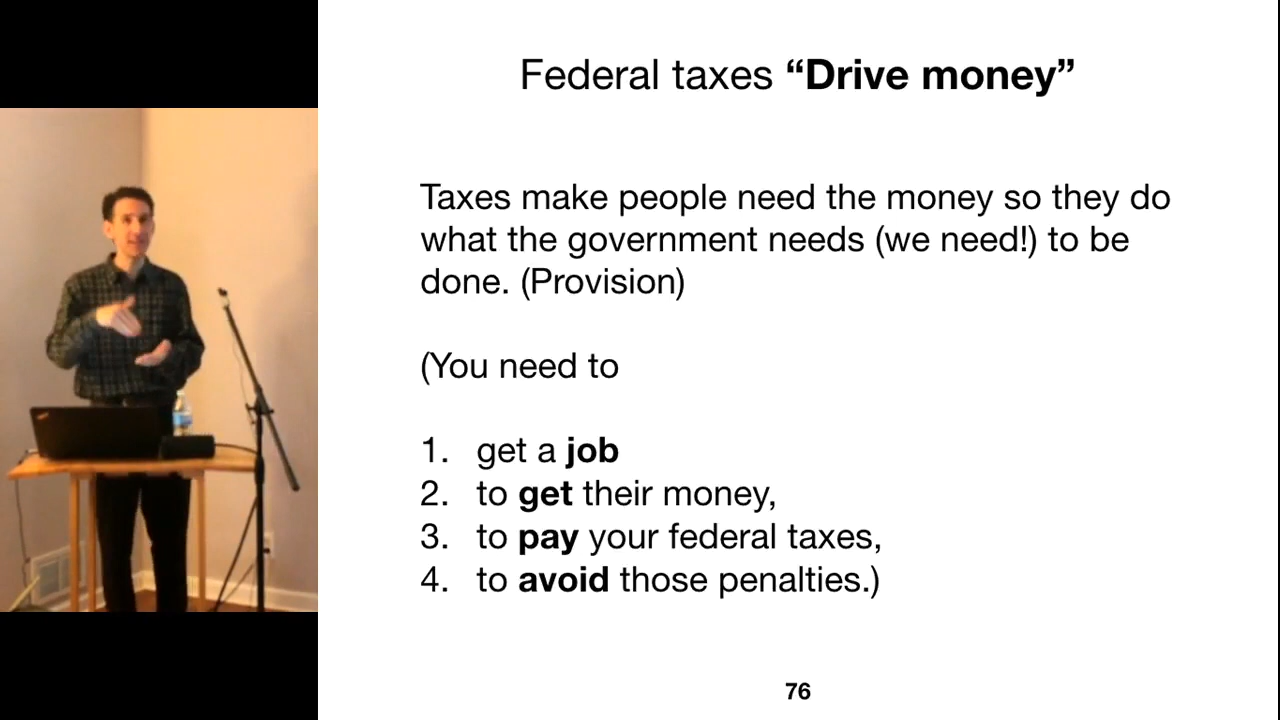 Federal taxes “Drive money”
Taxes make people need the money so they do
what the government needs (we need!) to be
done. (Provision)
(You need to
1. get a job
2. to get their money,
3. to pay your federal taxes,
4. to avoid those penalties.)
76